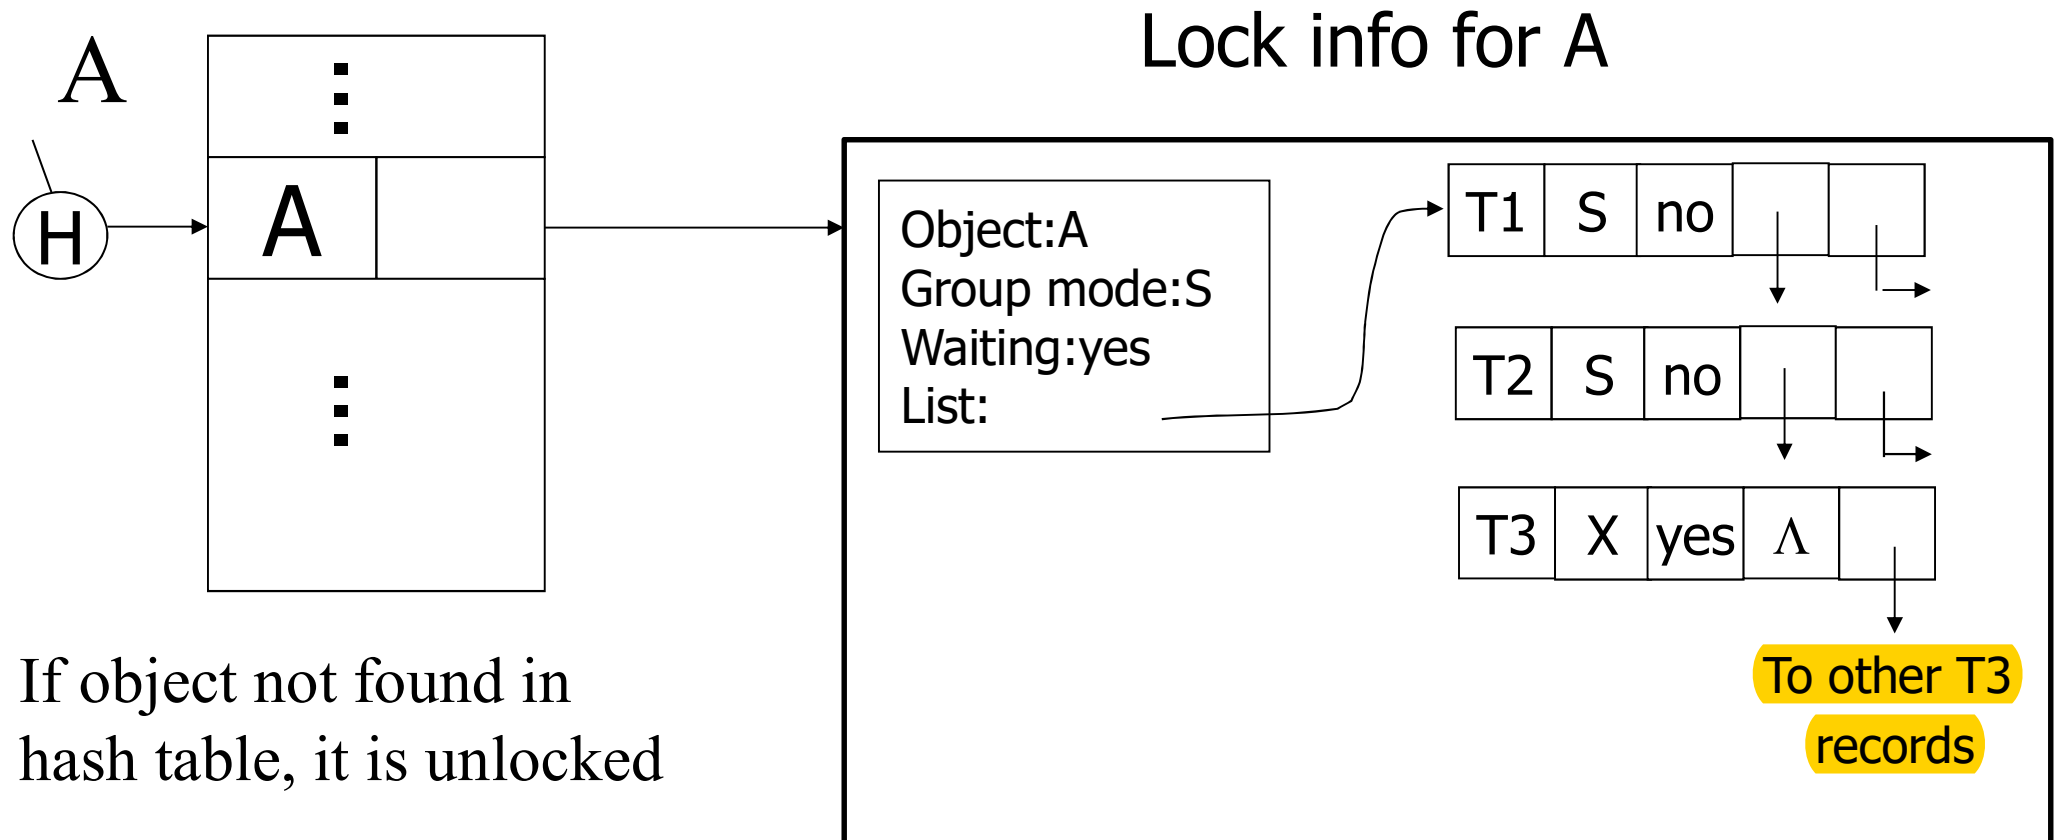 Lock info for A
A
H
A
Object:A
Group mode:S
Waiting:yes
List:
T1 S no
T2 S no
T3 X yes Λ
To other T3
records
If object not found in
hash table, it is unlocked